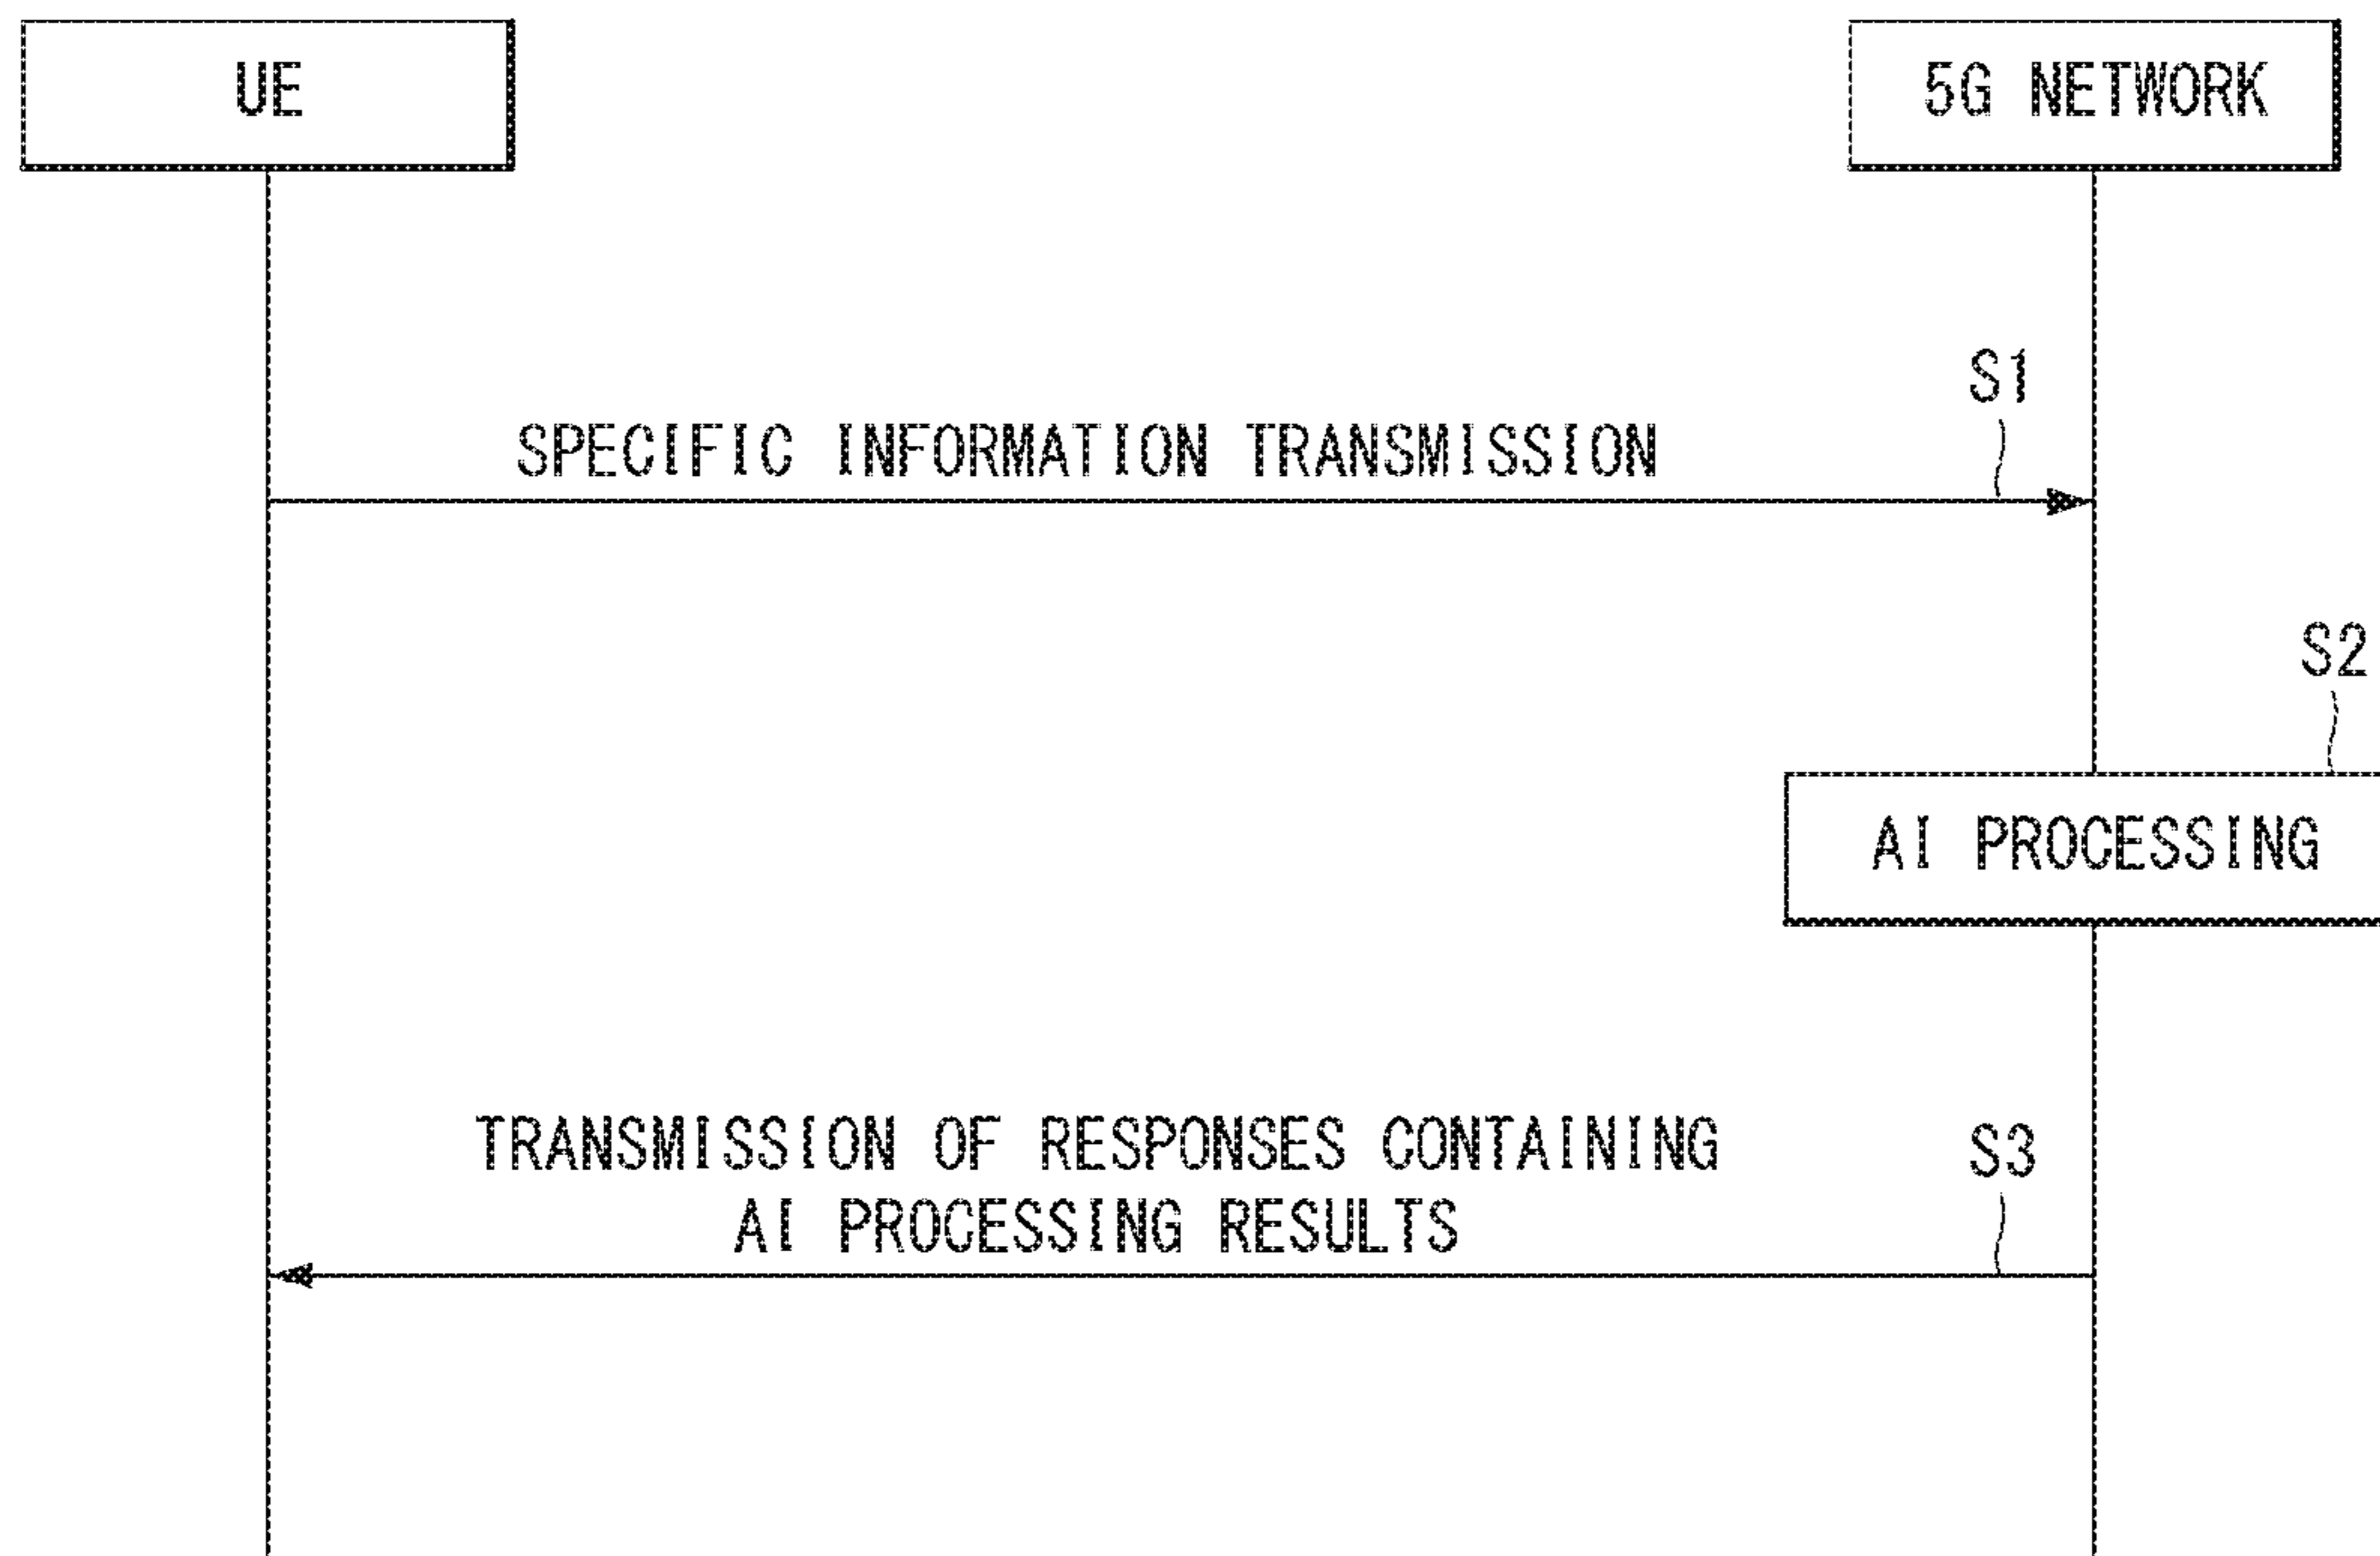 UE
5G NETWORK
S1
SPECIFIC INFORMATION TRANSMISSION
S2
AI PROCESSING
TRANSMISSION OF RESPONSES CONTAINING
AI PROCESSING RESULTS
S3